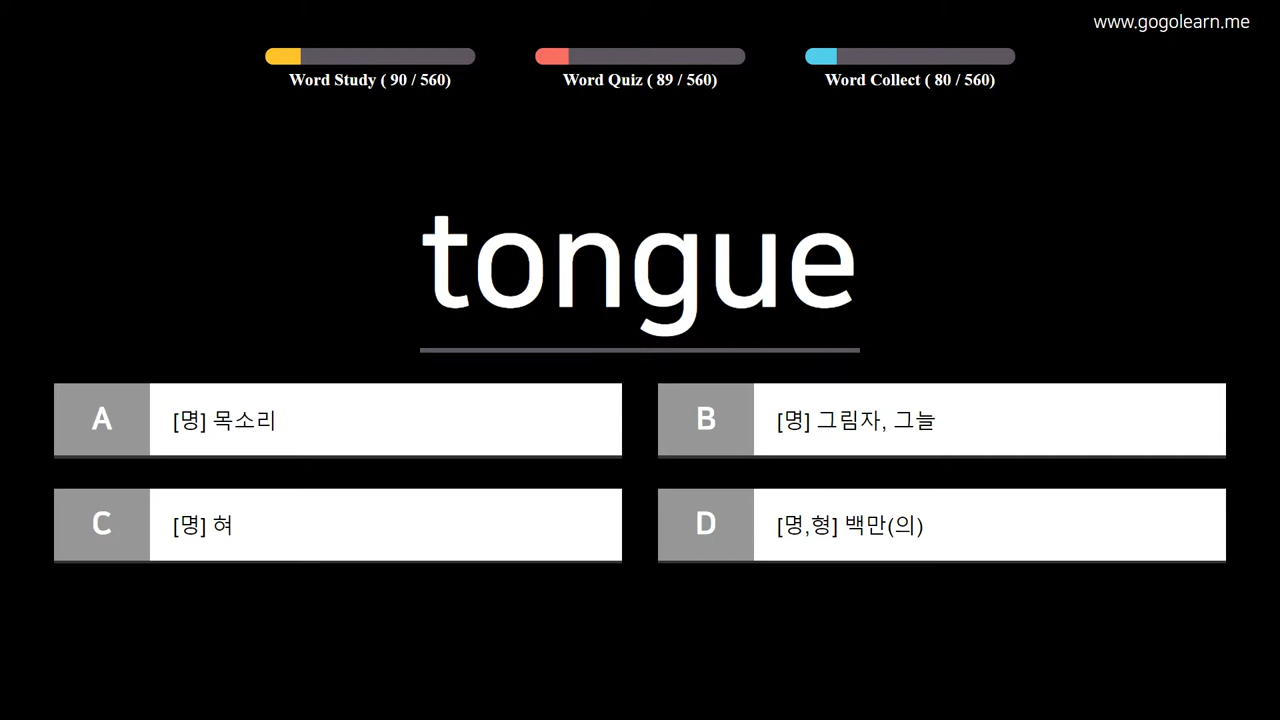 www.gogolearn.me
Word Study ( 90 / 560)
Word Quiz ( 89 / 560)
Word Collect ( 80 / 560)
tongue
A
[명] 목소리
B
[명] 그림자, 그늘
C
[명] 혀
D
[명,형] 백만(의)